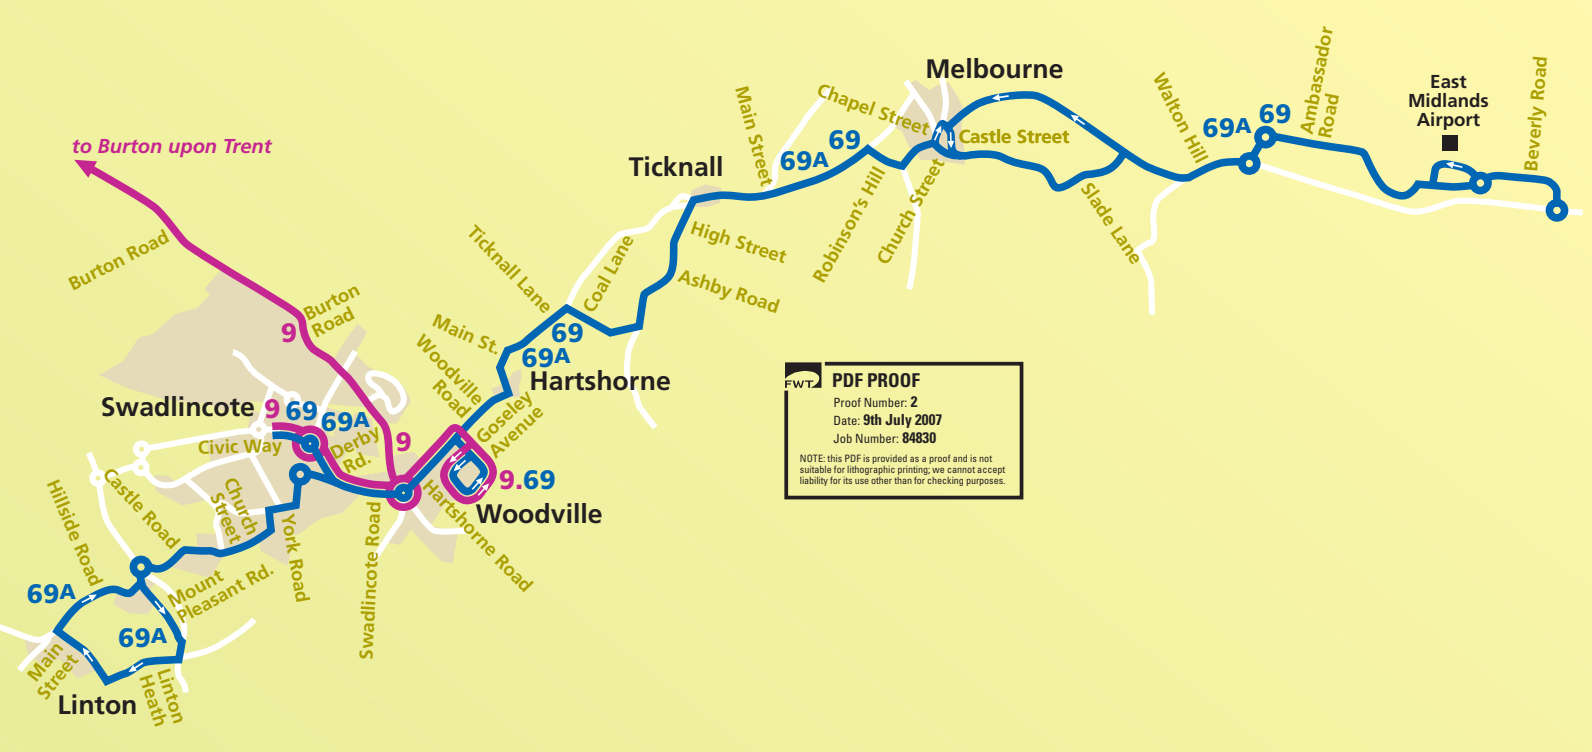 Melbourne
East
Midlands
Airport
Beverly Road
Ambassador
Road
69
69A
Walton Hill
Castle Street
Chapel Street
Main Street
69
69A
Ticknall
to Burton upon Trent
Robinson's Hill
Church Street
Slade Lane
High Street
Ashby Road
Coal Lane
Ticknall Lane
Burton Road
Burton
Road
9
Main St.
69
69A
Woodville
Road
Hartshorne
Goseley
Avenue
Swadlincote
9
69
69A
Civic Way
Derby
Rd.
9
9.69
Woodville
Hartshorne Road
Swadlincote Road
Castle Road
Church
Street
York Road
Hillside Road
Mount
Pleasant Rd.
69A
69A
Main
Street
Linton
Heath
Linton
FWT
PDF PROOF
Proof Number: 2
Date: 9th July 2007
Job Number: 84830
NOTE: this PDF is provided as a proof and is not
suitable for lithographic printing; we cannot accept
liability for its use other than for checking purposes.